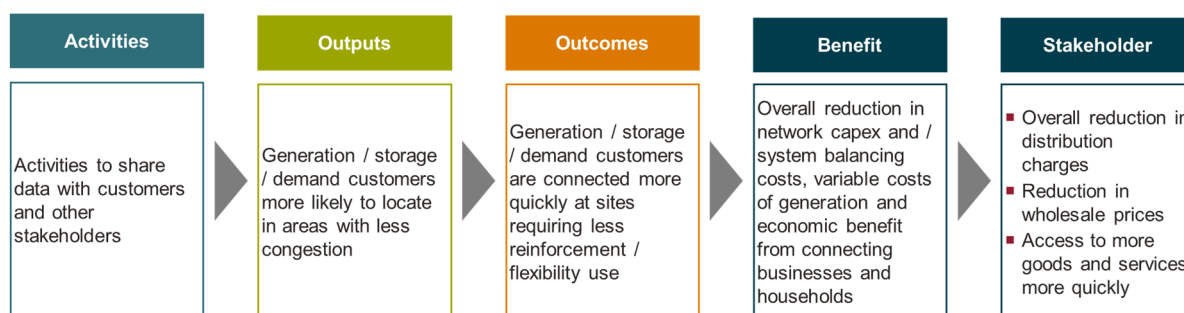 Activities
Outputs
Outcomes
Benefit
Stakeholder
Activities to share
data with customers
and other
stakeholders
Generation / storage
/ demand customers
more likely to locate
in areas with less
congestion
Generation / storage
/ demand customers
are connected more
quickly at sites
requiring less
reinforcement /
flexibility use
Overall reduction in
network capex and /
system balancing
costs, variable costs
of generation and
economic benefit
from connecting
businesses and
households
▪ Overall reduction in
distribution
charges
▪ Reduction in
wholesale prices
▪ Access to more
goods and services
more quickly